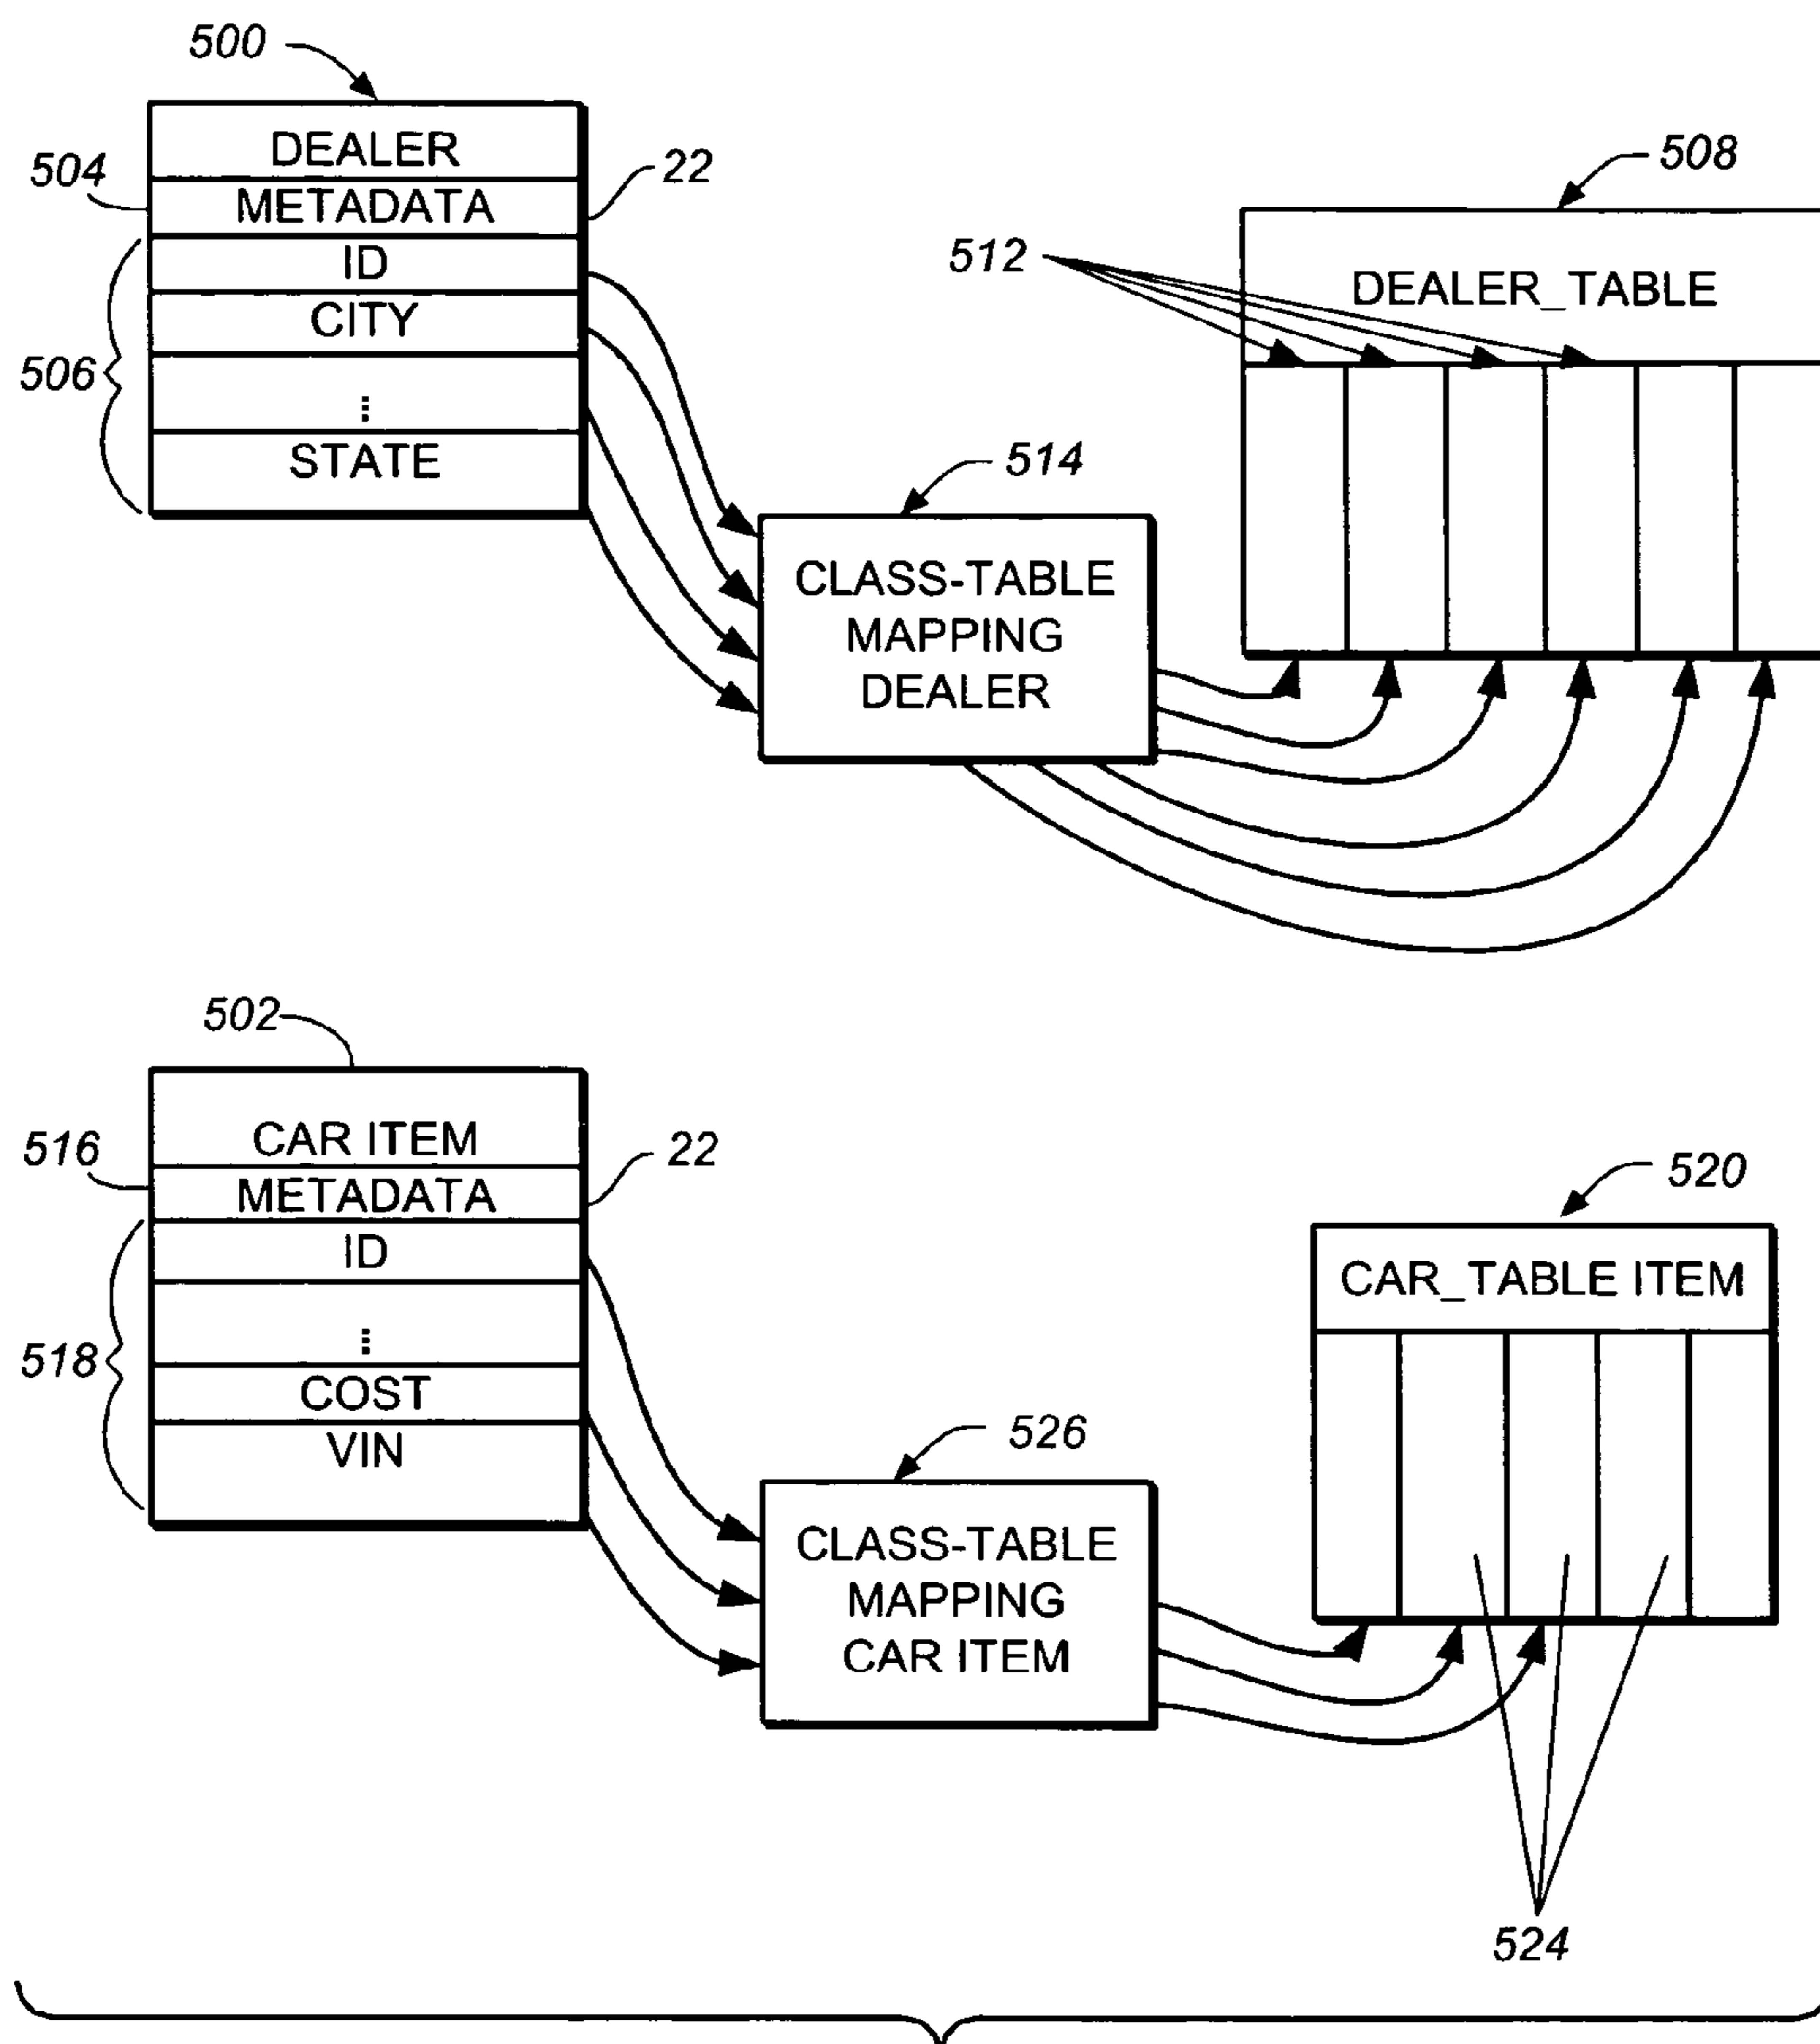 500
DEALER
504
METADATA
22
ID
CITY
506
⋮
STATE
508
512
DEALER_TABLE
514
CLASS-TABLE
MAPPING
DEALER
502
CAR ITEM
516
METADATA
22
ID
⋮
518
COST
VIN
520
CAR_TABLE ITEM
526
CLASS-TABLE
MAPPING
CAR ITEM
524